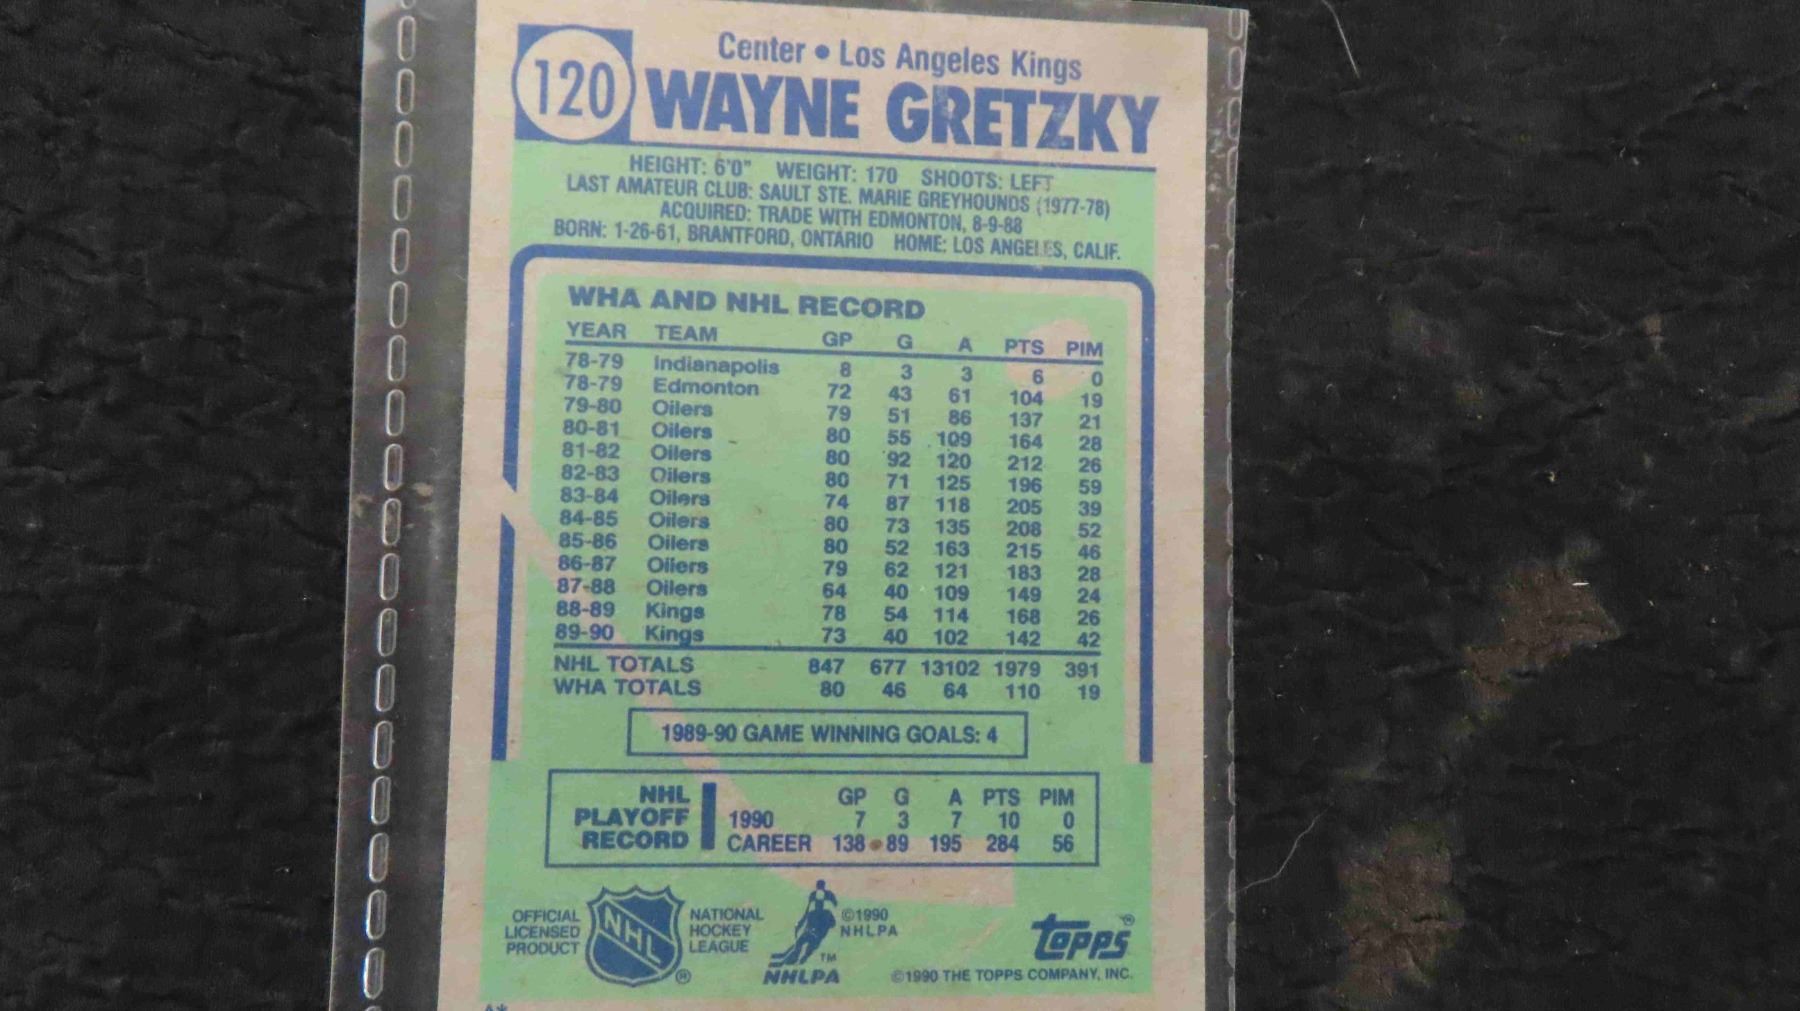 120
Center • Los Angeles Kings
WAYNE GRETZKY
HEIGHT: 6'0" WEIGHT: 170 SHOOTS: LEFT
LAST AMATEUR CLUB: SAULT STE. MARIE GREYHOUNDS (1977-78)
ACQUIRED: TRADE WITH EDMONTON, 8-9-88
BORN: 1-26-61, BRANTFORD, ONTARIO HOME: LOS ANGELES, CALIF.
WHA AND NHL RECORD
YEAR TEAM GP G A PTS PIM
78-79 Indianapolis 8 3 3 6 0
78-79 Edmonton 72 43 61 104 19
79-80 Oilers 79 51 86 137 21
80-81 Oilers 80 55 109 164 28
81-82 Oilers 80 92 120 212 26
82-83 Oilers 80 71 125 196 59
83-84 Oilers 74 87 118 205 39
84-85 Oilers 80 73 135 208 52
85-86 Oilers 80 52 163 215 46
86-87 Oilers 79 62 121 183 28
87-88 Oilers 64 40 109 149 24
88-89 Kings 78 54 114 168 26
89-90 Kings 73 40 102 142 42
NHL TOTALS 847 677 13102 1979 391
WHA TOTALS 80 46 64 110 19
1989-90 GAME WINNING GOALS: 4
NHL PLAYOFF RECORD
GP G A PTS PIM
1990 7 3 7 10 0
CAREER 138 89 195 284 56
OFFICIAL
LICENSED
PRODUCT
NHL
®
NATIONAL
HOCKEY
LEAGUE
©1990
NHLPA
TM
NHLPA
topps®
©1990 THE TOPPS COMPANY, INC.
A*